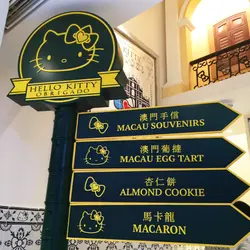 HELLO KITTY
OBRIGADO
澳門手信
MACAU SOUVENIRS
澳門葡撻
MACAU EGG TART
杏仁餅
ALMOND COOKIE
馬卡龍
MACARON